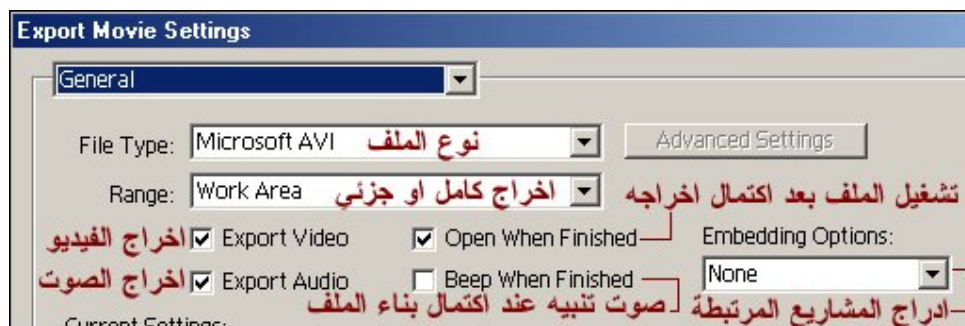 Export Movie Settings
General
File Type: Microsoft AVI نوع الملف Advanced Settings
Range: Work Area اخراج كامل او جزئي تشغيل الملف بعد اكتمال اخراجه
اخراج الفيديو Export Video Open When Finished Embedding Options:
اخراج الصوت Export Audio Beep When Finished None
صوت تنبيه عند اكتمال بناء الملف ادراج المشاريع المرتبطة
Current Settings: